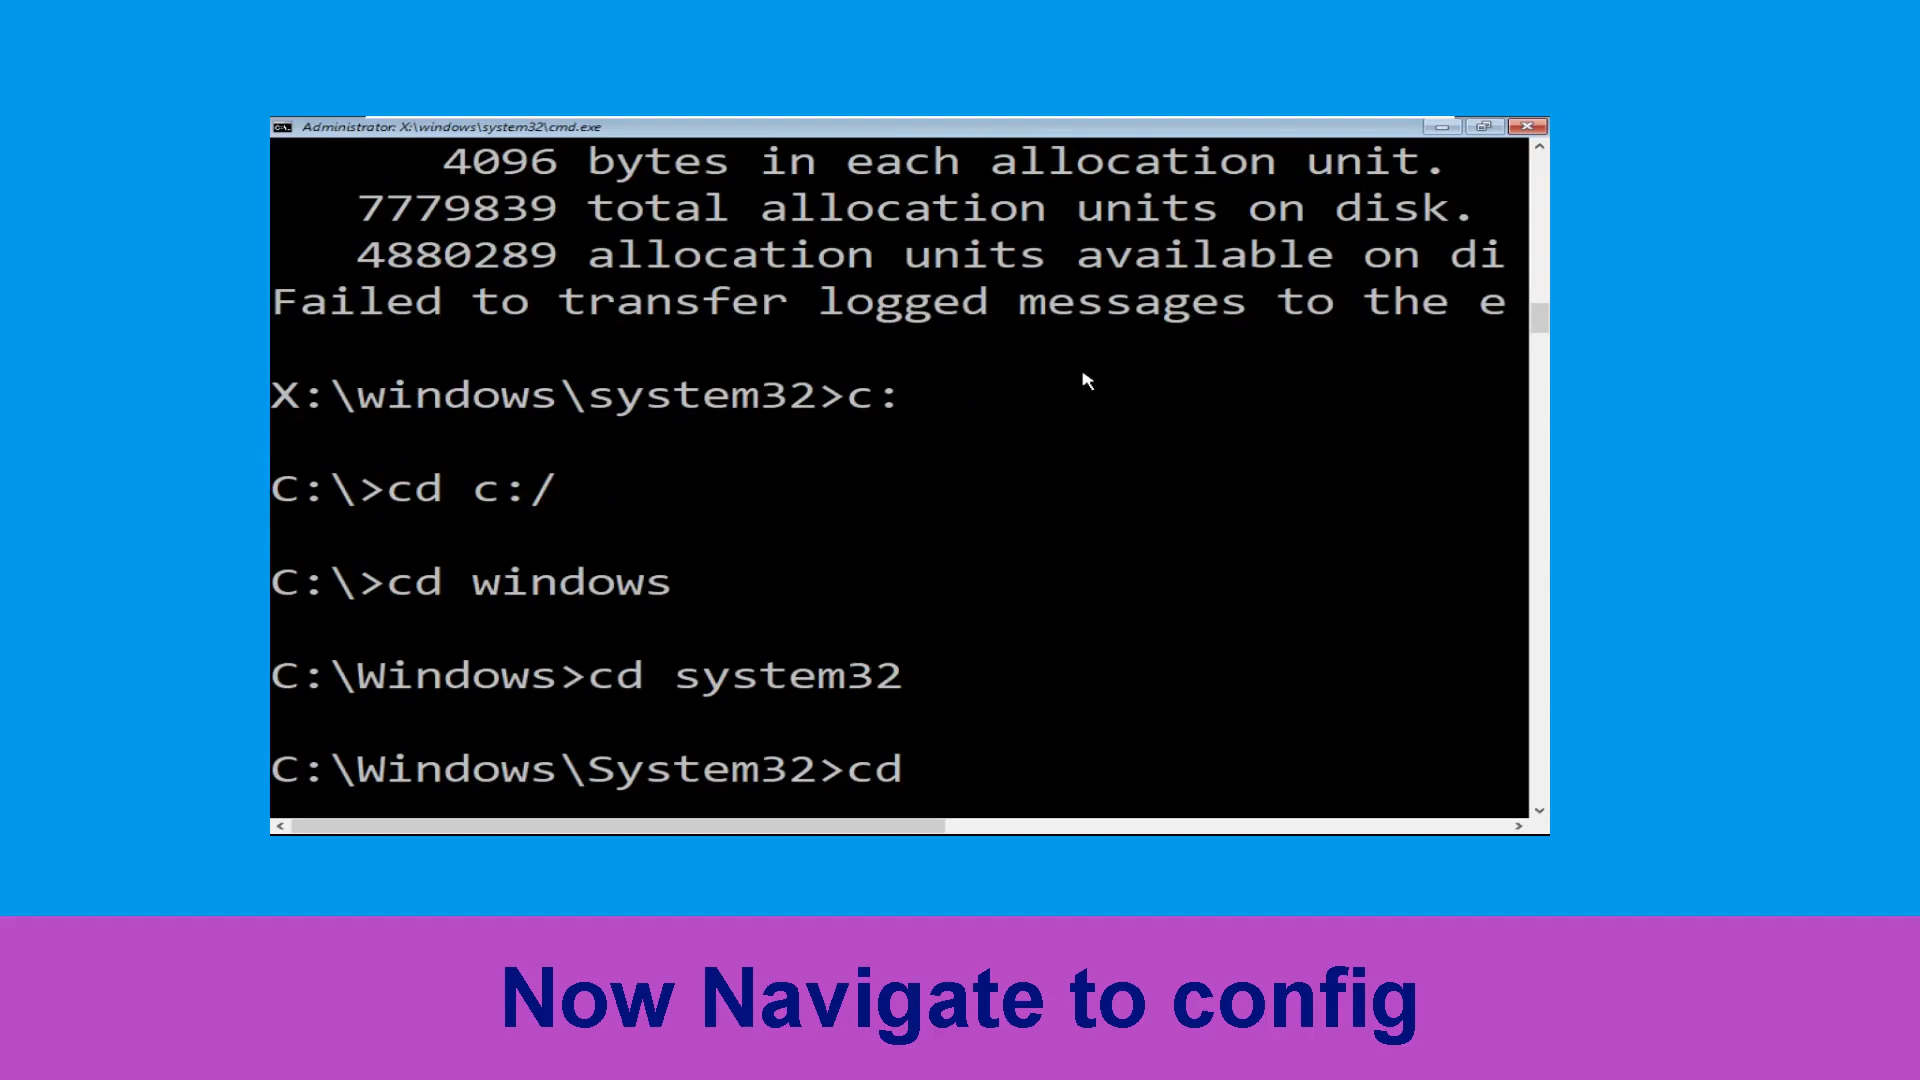 Administrator: X:\windows\system32\cmd.exe
4096 bytes in each allocation unit.
7779839 total allocation units on disk.
4880289 allocation units available on di
Failed to transfer logged messages to the e
X:\windows\system32>c:
C:\>cd c:/
C:\>cd windows
C:\Windows>cd system32
C:\Windows\System32>cd
Now Navigate to config